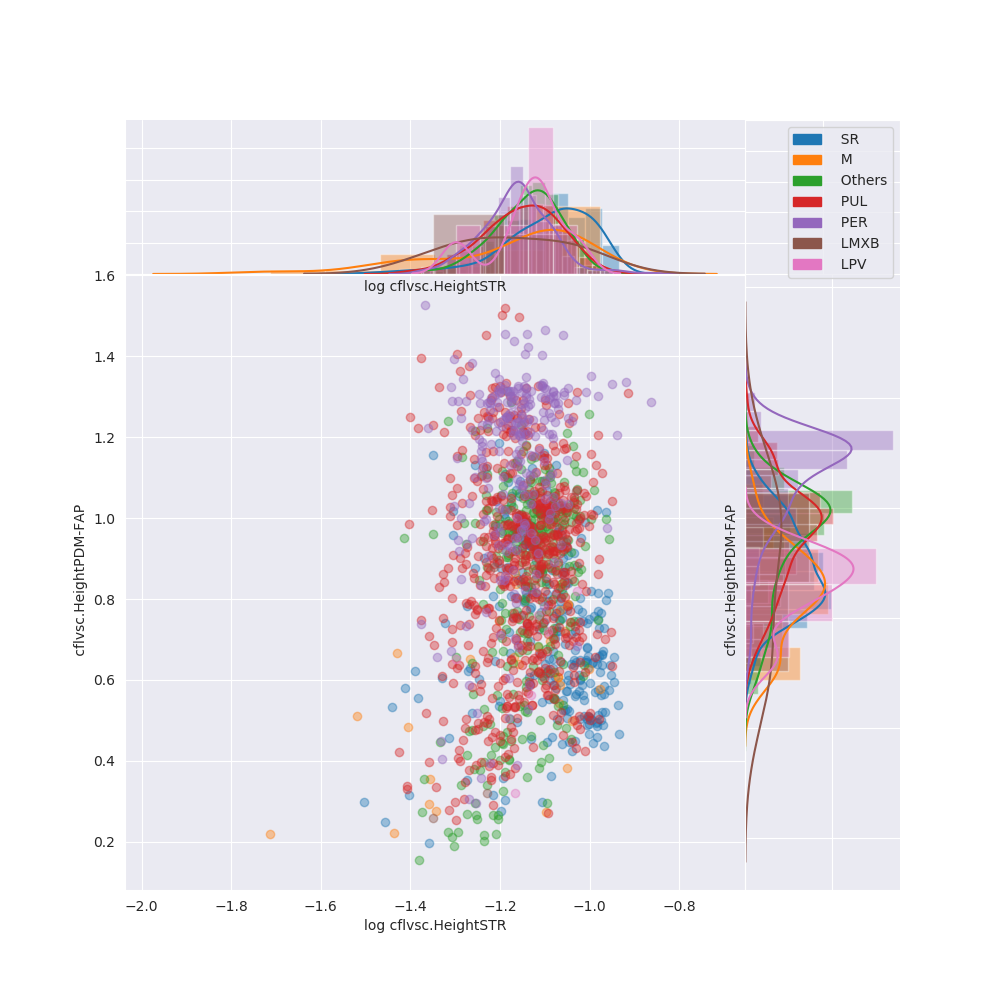 SR
M
Others
PUL
PER
LMXB
LPV
1.6
log cflvsc.HeightSTR
1.4
1.2
1.0
0.8
0.6
0.4
0.2
cflvsc.HeightPDM-FAP
cflvsc.HeightPDM-FAP
−2.0 −1.8 −1.6 −1.4 −1.2 −1.0 −0.8
log cflvsc.HeightSTR